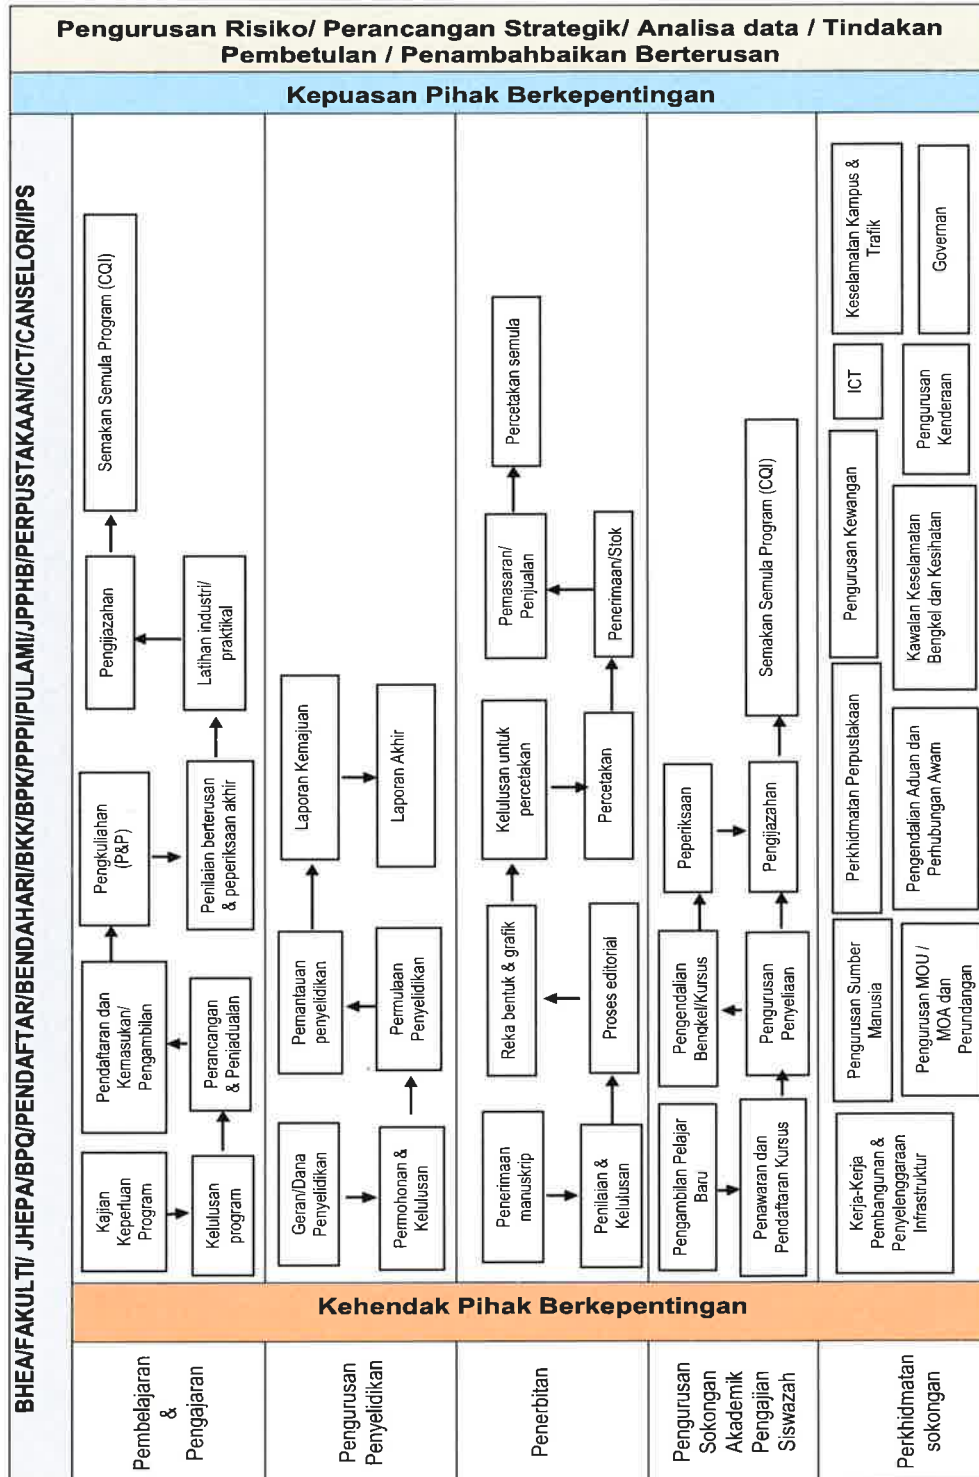 Pengurusan Risiko/ Perancangan Strategik/ Analisa data / Tindakan
Pembetulan / Penambahbaikan Berterusan
Kepuasan Pihak Berkepentingan
BHEA/FAKULTI/ JHEPA/BPQ/PENDAFTAR/BENDAHARI/BKK/BPK/PPPI/PULAMI/JPPHB/PERPUSTAKAAN/ICT/CANSELORI/IPS
Pembelajaran
&
Pengajaran
Kajian
Keperluan
Program
Kelulusan
program
Perancangan
& Penjadualan
Pendaftaran dan
Kemasukan/
Pengambilan
Pengkuliahan
(P&P)
Penilaian berterusan
& peperiksaan akhir
Latihan industri/
praktikal
Pengijazahan
Semakan Semula Program (CQI)
Pengurusan
Penyelidikan
Geran/Dana
Penyelidikan
Permohonan &
Kelulusan
Permulaan
Penyelidikan
Pemantauan
penyelidikan
Laporan Kemajuan
Laporan Akhir
Penerbitan
Penerimaan
manuskrip
Penilaian &
Kelulusan
Proses editorial
Reka bentuk & grafik
Kelulusan untuk
percetakan
Percetakan
Penerimaan/Stok
Pemasaran/
Penjualan
Percetakan semula
Pengurusan
Sokongan
Akademik
Pengajian
Siswazah
Pengambilan Pelajar
Baru
Penawaran dan
Pendaftaran Kursus
Pengurusan
Penyeliaan
Pengendalian
Bengkel/Kursus
Peperiksaan
Pengijazahan
Semakan Semula Program (CQI)
Perkhidmatan
sokongan
Kerja-Kerja
Pembangunan &
Penyelenggaraan
Infrastruktur
Pengurusan Sumber
Manusia
Perkhidmatan Perpustakaan
Pengurusan Kewangan
ICT
Keselamatan Kampus &
Trafik
Pengurusan MOU /
MOA dan
Perundangan
Pengendalian Aduan dan
Perhubungan Awam
Kawalan Keselamatan
Bengkel dan Kesihatan
Pengurusan
Kenderaan
Governan
Kehendak Pihak Berkepentingan